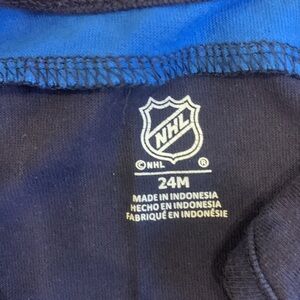 NHL
©NHL ®
24M
MADE IN INDONESIA
HECHO EN INDONESIA
FABRIQUÉ EN INDONÉSIE